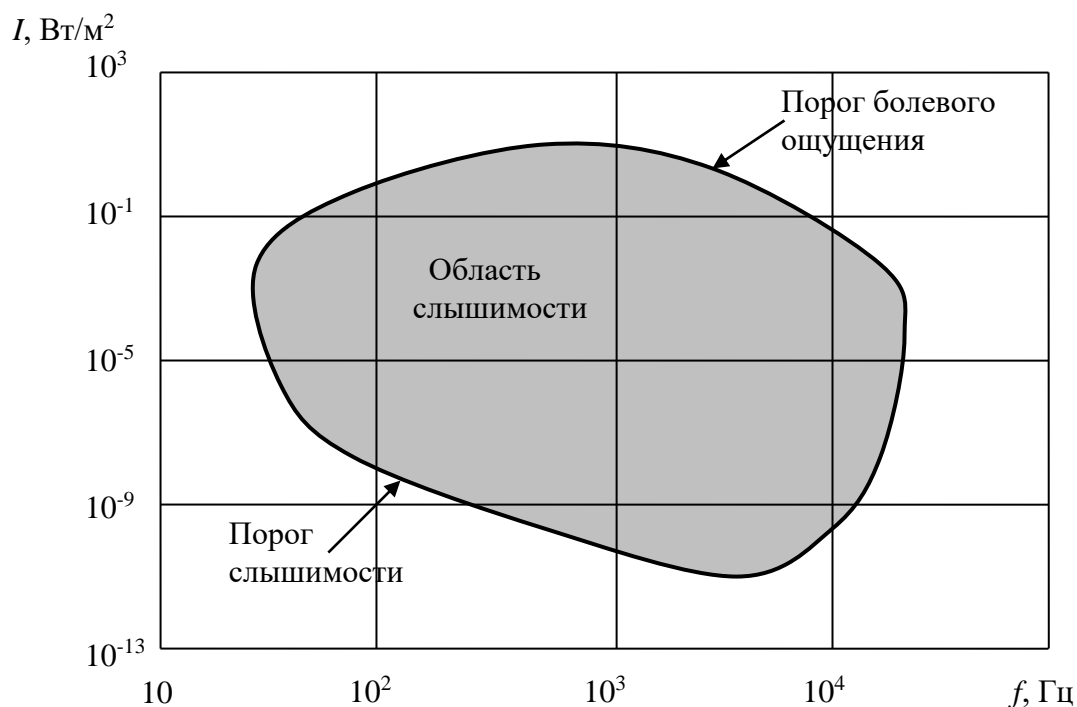 I, Вт/м²
10³
Порог болевого
ощущения
10⁻¹
Область
слышимости
10⁻⁵
10⁻⁹
Порог
слышимости
10⁻¹³
10
10²
10³
10⁴
f, Гц